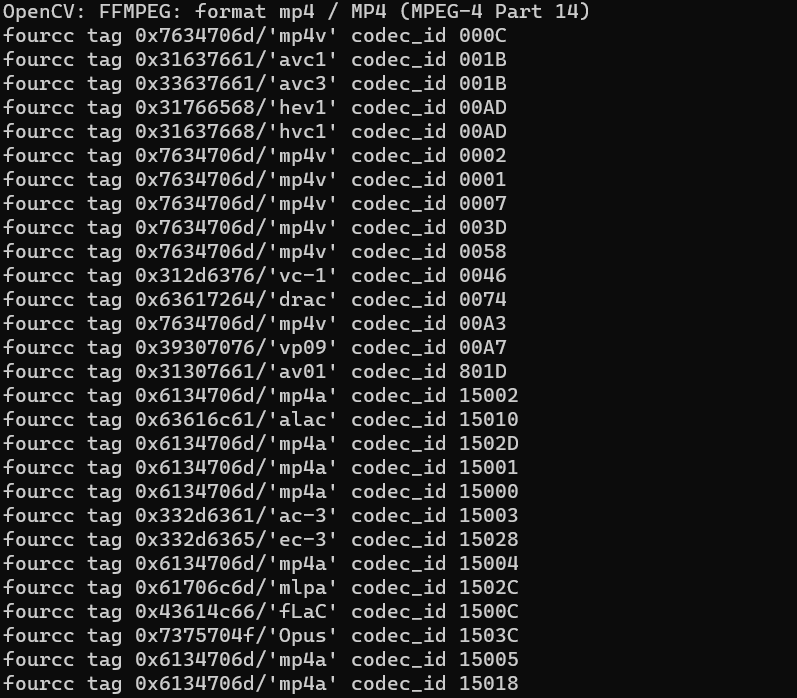 OpenCV: FFMPEG: format mp4 / MP4 (MPEG-4 Part 14)
fourcc tag 0x7634706d/'mp4v' codec_id 000C
fourcc tag 0x31637661/'avc1' codec_id 001B
fourcc tag 0x33637661/'avc3' codec_id 001B
fourcc tag 0x31766568/'hev1' codec_id 00AD
fourcc tag 0x31637668/'hvc1' codec_id 00AD
fourcc tag 0x7634706d/'mp4v' codec_id 0002
fourcc tag 0x7634706d/'mp4v' codec_id 0001
fourcc tag 0x7634706d/'mp4v' codec_id 0007
fourcc tag 0x7634706d/'mp4v' codec_id 003D
fourcc tag 0x7634706d/'mp4v' codec_id 0058
fourcc tag 0x312d6376/'vc-1' codec_id 0046
fourcc tag 0x63617264/'drac' codec_id 0074
fourcc tag 0x7634706d/'mp4v' codec_id 00A3
fourcc tag 0x39307076/'vp09' codec_id 00A7
fourcc tag 0x31307661/'av01' codec_id 801D
fourcc tag 0x6134706d/'mp4a' codec_id 15002
fourcc tag 0x63616c61/'alac' codec_id 15010
fourcc tag 0x6134706d/'mp4a' codec_id 1502D
fourcc tag 0x6134706d/'mp4a' codec_id 15001
fourcc tag 0x6134706d/'mp4a' codec_id 15000
fourcc tag 0x332d6361/'ac-3' codec_id 15003
fourcc tag 0x332d6365/'ec-3' codec_id 15028
fourcc tag 0x6134706d/'mp4a' codec_id 15004
fourcc tag 0x61706c6d/'mlpa' codec_id 1502C
fourcc tag 0x43614c66/'fLaC' codec_id 1500C
fourcc tag 0x7375704f/'Opus' codec_id 1503C
fourcc tag 0x6134706d/'mp4a' codec_id 15005
fourcc tag 0x6134706d/'mp4a' codec_id 15018